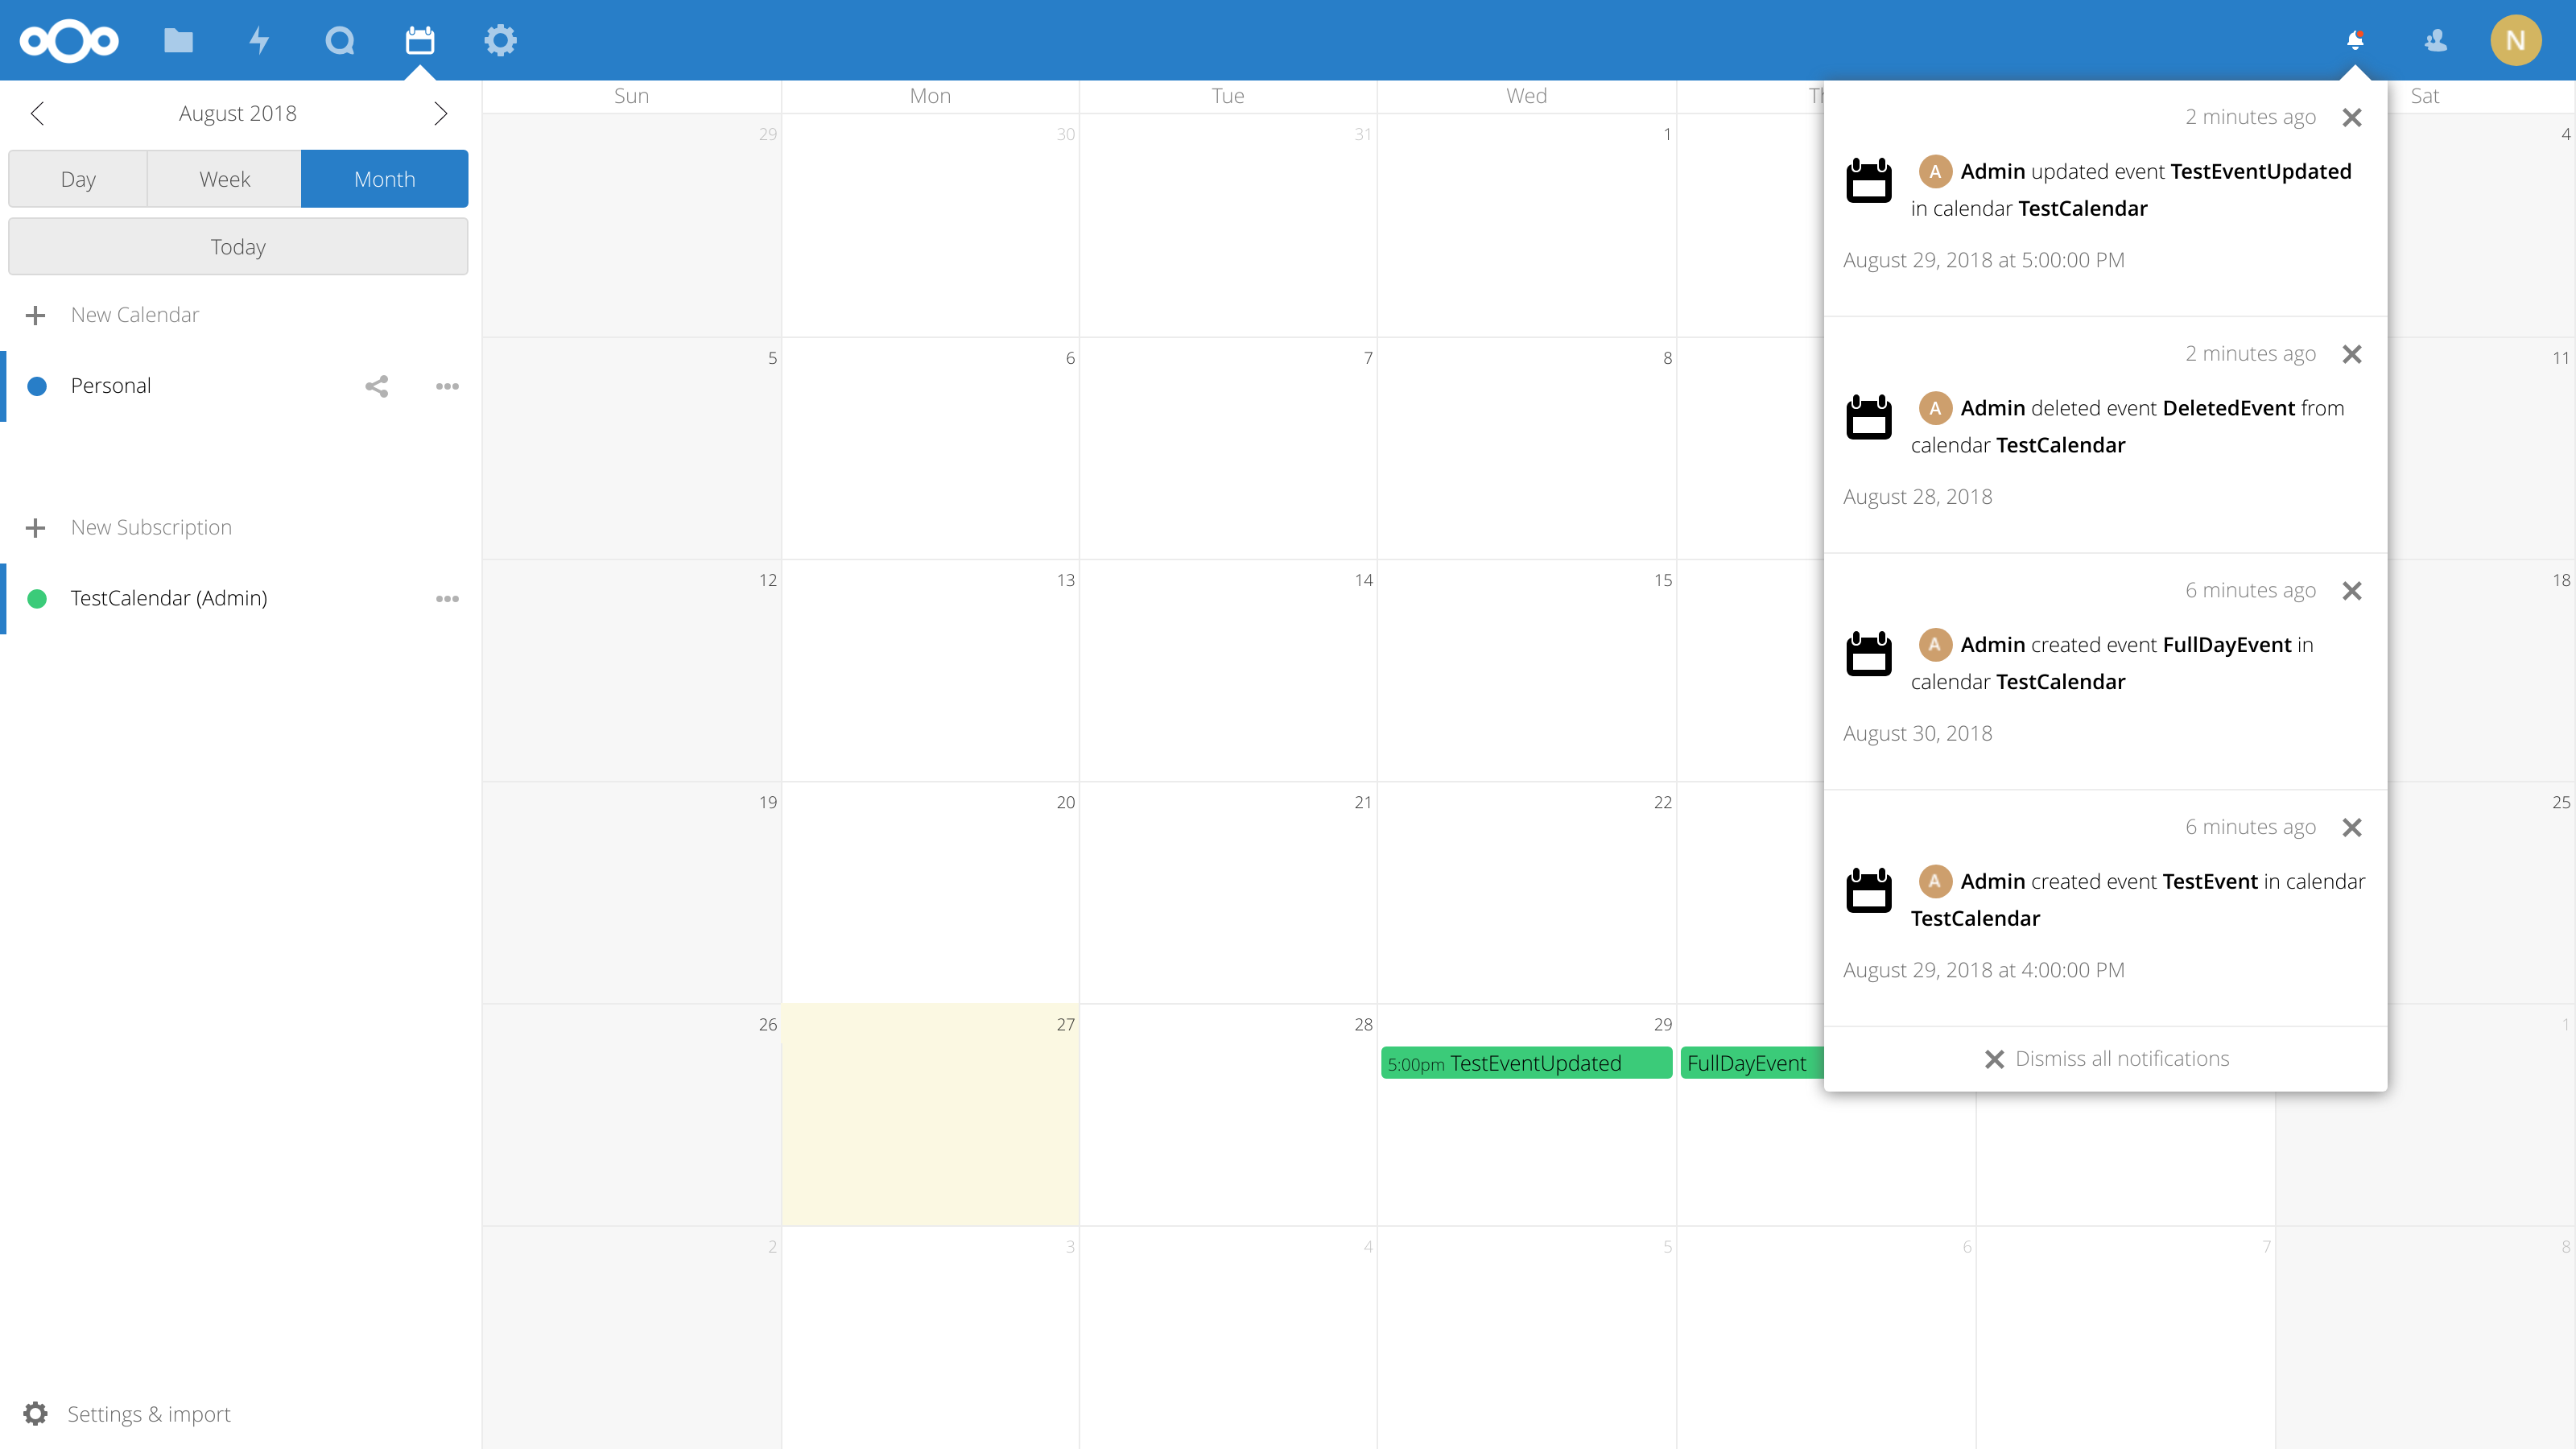 N
August 2018
Day Week Month
Today
New Calendar
Personal
New Subscription
TestCalendar (Admin)
Settings & import
Sun Mon Tue Wed Sat
29 30 31 1 4
5 6 7 8 11
12 13 14 15 18
19 20 21 22 25
26 27 28 29 1
5:00pm TestEventUpdated FullDayEvent
2 3 4 5 6 7 8
2 minutes ago
A Admin updated event TestEventUpdated
in calendar TestCalendar
August 29, 2018 at 5:00:00 PM
2 minutes ago
A Admin deleted event DeletedEvent from
calendar TestCalendar
August 28, 2018
6 minutes ago
A Admin created event FullDayEvent in
calendar TestCalendar
August 30, 2018
6 minutes ago
A Admin created event TestEvent in calendar
TestCalendar
August 29, 2018 at 4:00:00 PM
Dismiss all notifications